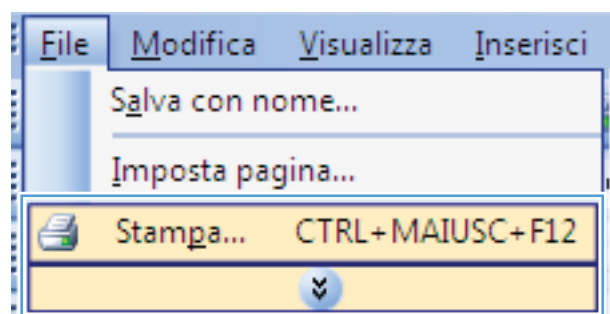 File Modifica Visualizza Inserisci
Salva con nome...
Imposta pagina...
Stampa... CTRL+MAIUSC+F12